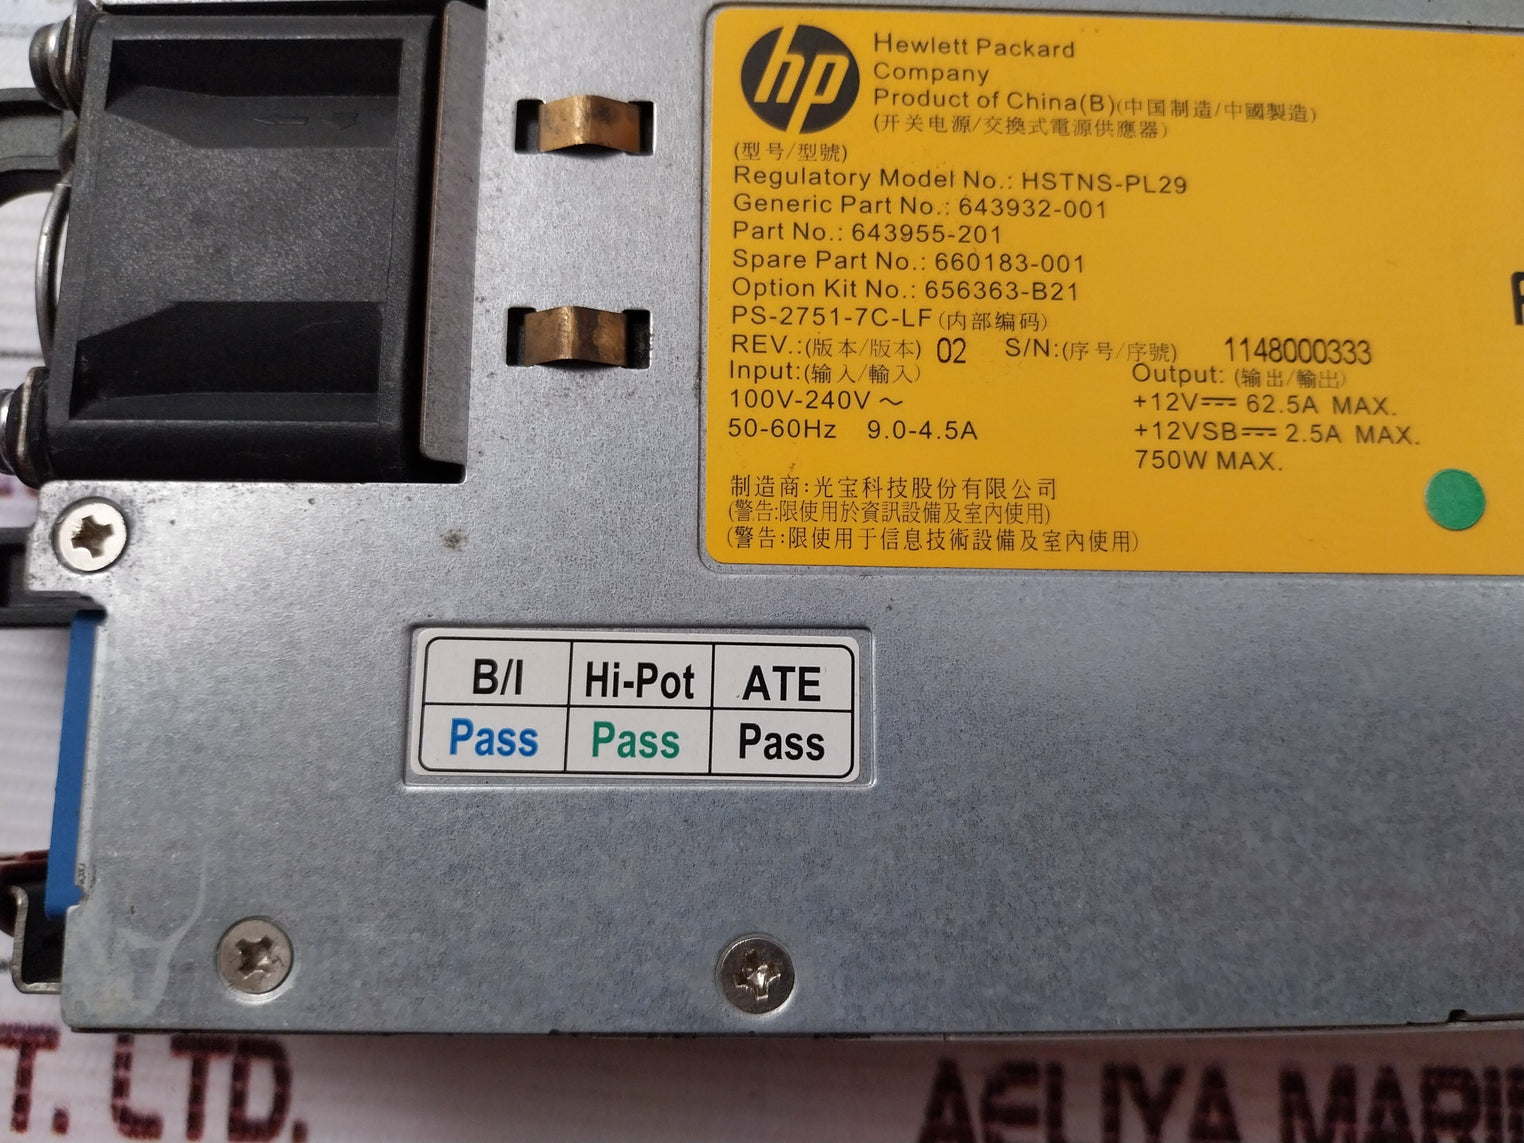 hp
Hewlett Packard
Company
Product of China(B)(中国制造/中國製造)
(开关电源/交換式電源供應器)
(型号/型號)
Regulatory Model No.: HSTNS-PL29
Generic Part No.: 643932-001
Part No.: 643955-201
Spare Part No.: 660183-001
Option Kit No.: 656363-B21
PS-2751-7C-LF (内部编码)
REV.:(版本/版本) 02 S/N:(序号/序號) 1148000333
Input:(输入/輸入) Output: (输出/輸出)
100V-240V ~ +12V⎓ 62.5A MAX.
50-60Hz 9.0-4.5A +12VSB⎓ 2.5A MAX.
750W MAX.
制造商:光宝科技股份有限公司
(警告:限使用於資訊設備及室內使用)
(警告:限使用于信息技術設備及室內使用)
B/I Hi-Pot ATE
Pass Pass Pass
T. LTD. AELIYA MARI